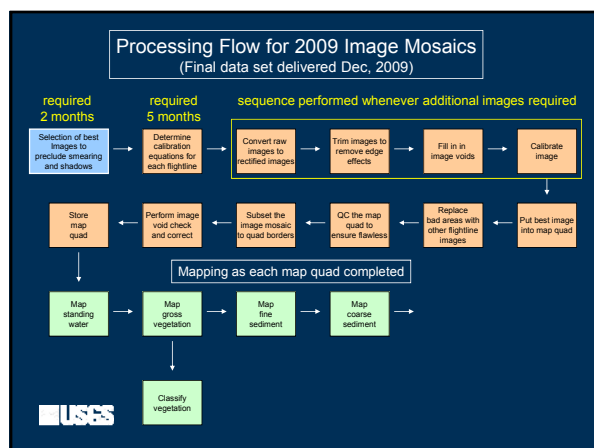 Processing Flow for 2009 Image Mosaics
(Final data set delivered Dec, 2009)
required
2 months
required
5 months
sequence performed whenever additional images required
Selection of best
Images to
preclude smearing
and shadows
Determine
calibration
equations for
each flightline
Convert raw
images to
rectified images
Trim images to
remove edge
effects
Fill in in
image voids
Calibrate
image
Store
map
quad
Perform image
void check
and correct
Subset the
image mosaic
to quad borders
QC the map
quad to
ensure flawless
Replace
bad areas with
other flightline
images
Put best image
into map quad
Mapping as each map quad completed
Map
standing
water
Map
gross
vegetation
Map
fine
sediment
Map
coarse
sediment
Classify
vegetation
USGS